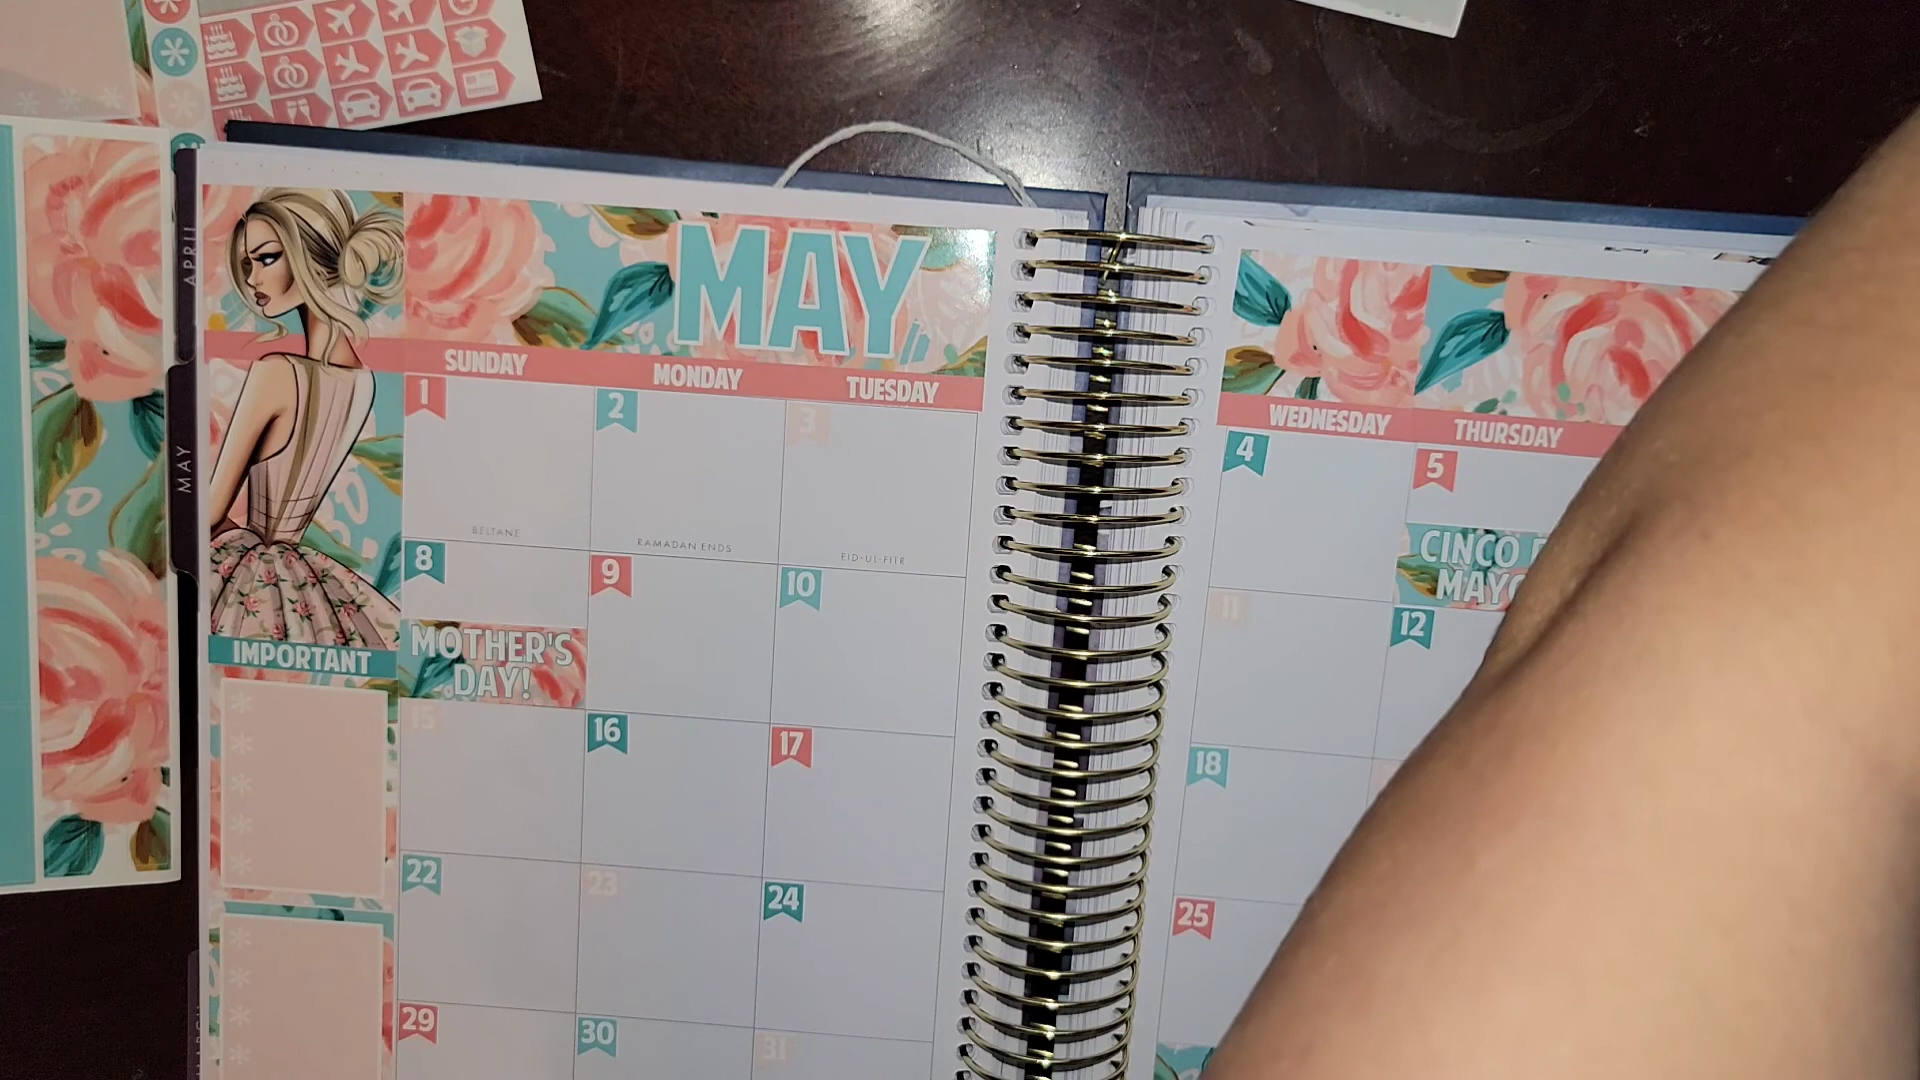 MAY
SUNDAY
MONDAY
TUESDAY
WEDNESDAY
THURSDAY
APRIL
MAY
1
2
3
4
5
BELTANE
RAMADAN ENDS
EID-UL-FITR
CINCO
8
9
10
11
12
MOTHER'S
DAY!
IMPORTANT
15
16
17
18
22
23
24
25
29
30
31
MARCH